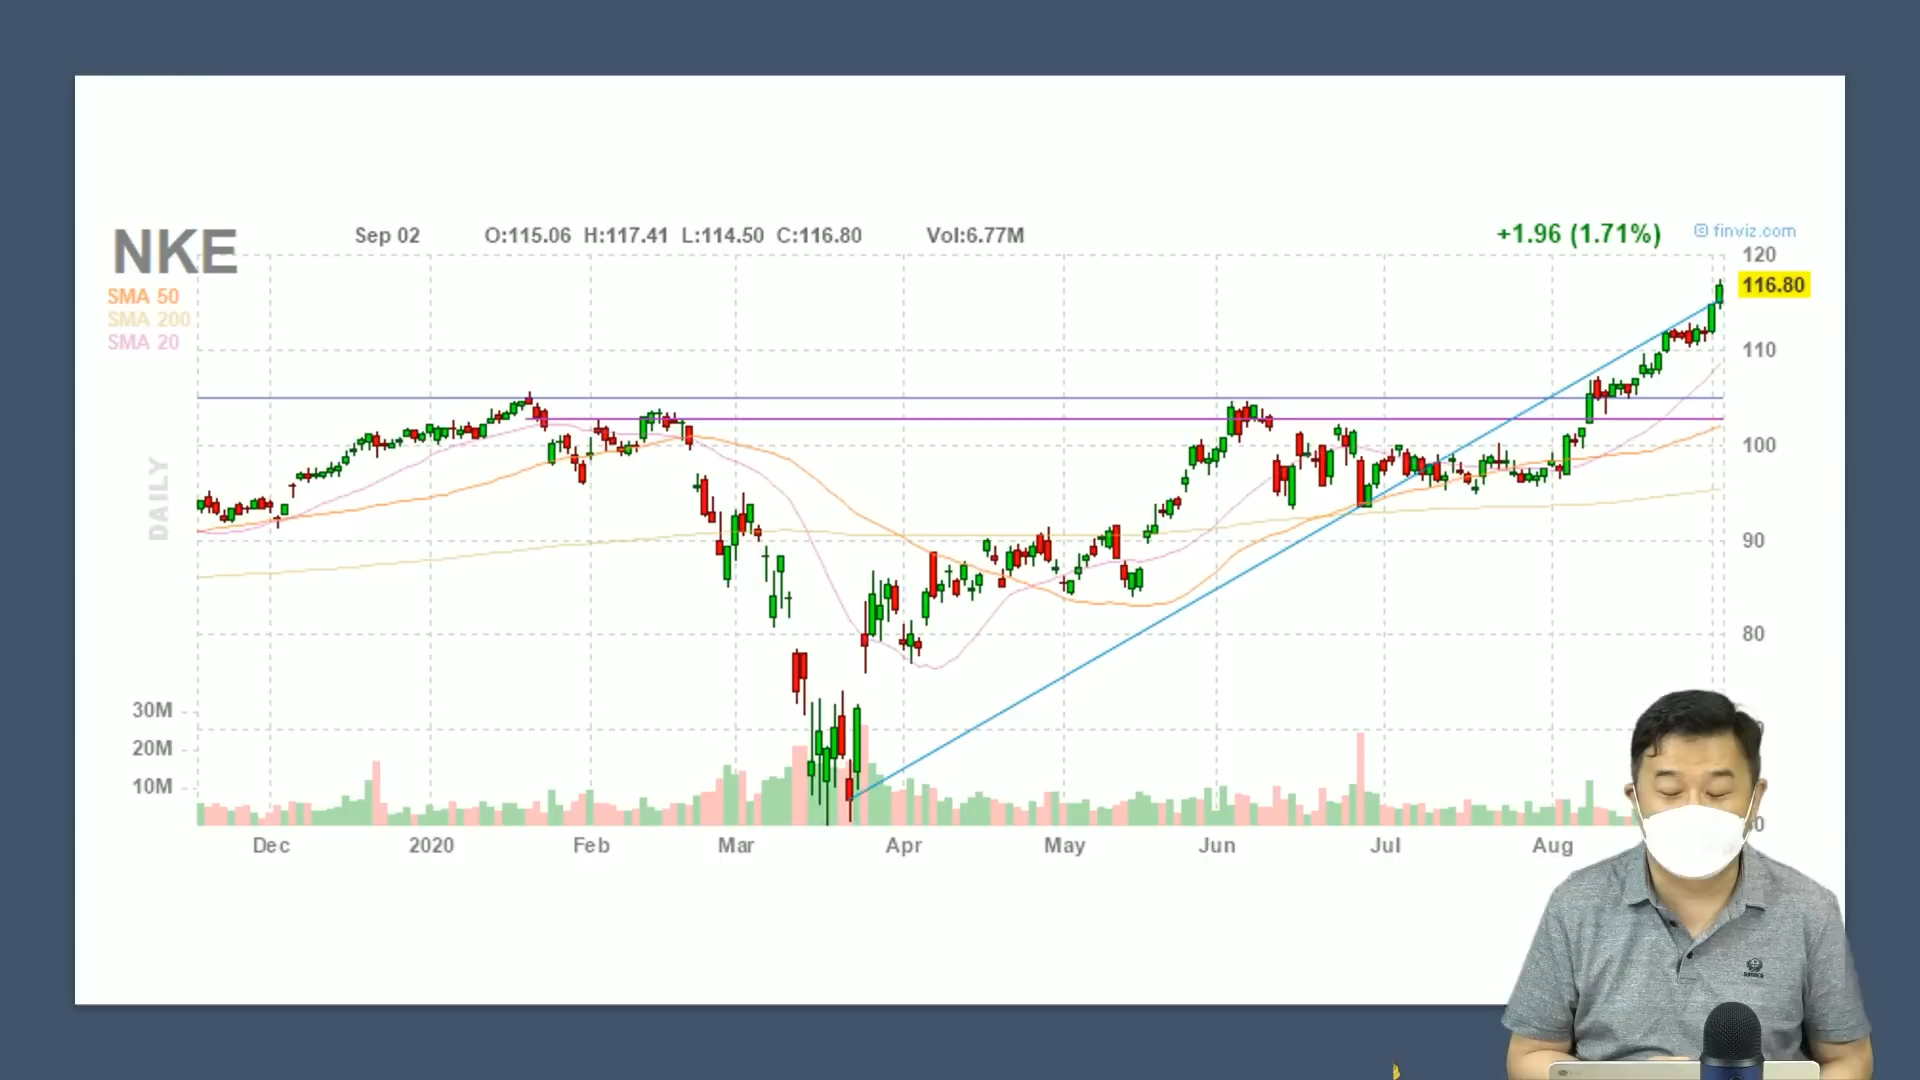 NKE Sep 02 O:115.06 H:117.41 L:114.50 C:116.80 Vol:6.77M +1.96 (1.71%) © finviz.com
SMA 50
SMA 200
SMA 20
DAILY
120
116.80
110
100
90
80
30M
20M
10M
Dec 2020 Feb Mar Apr May Jun Jul Aug